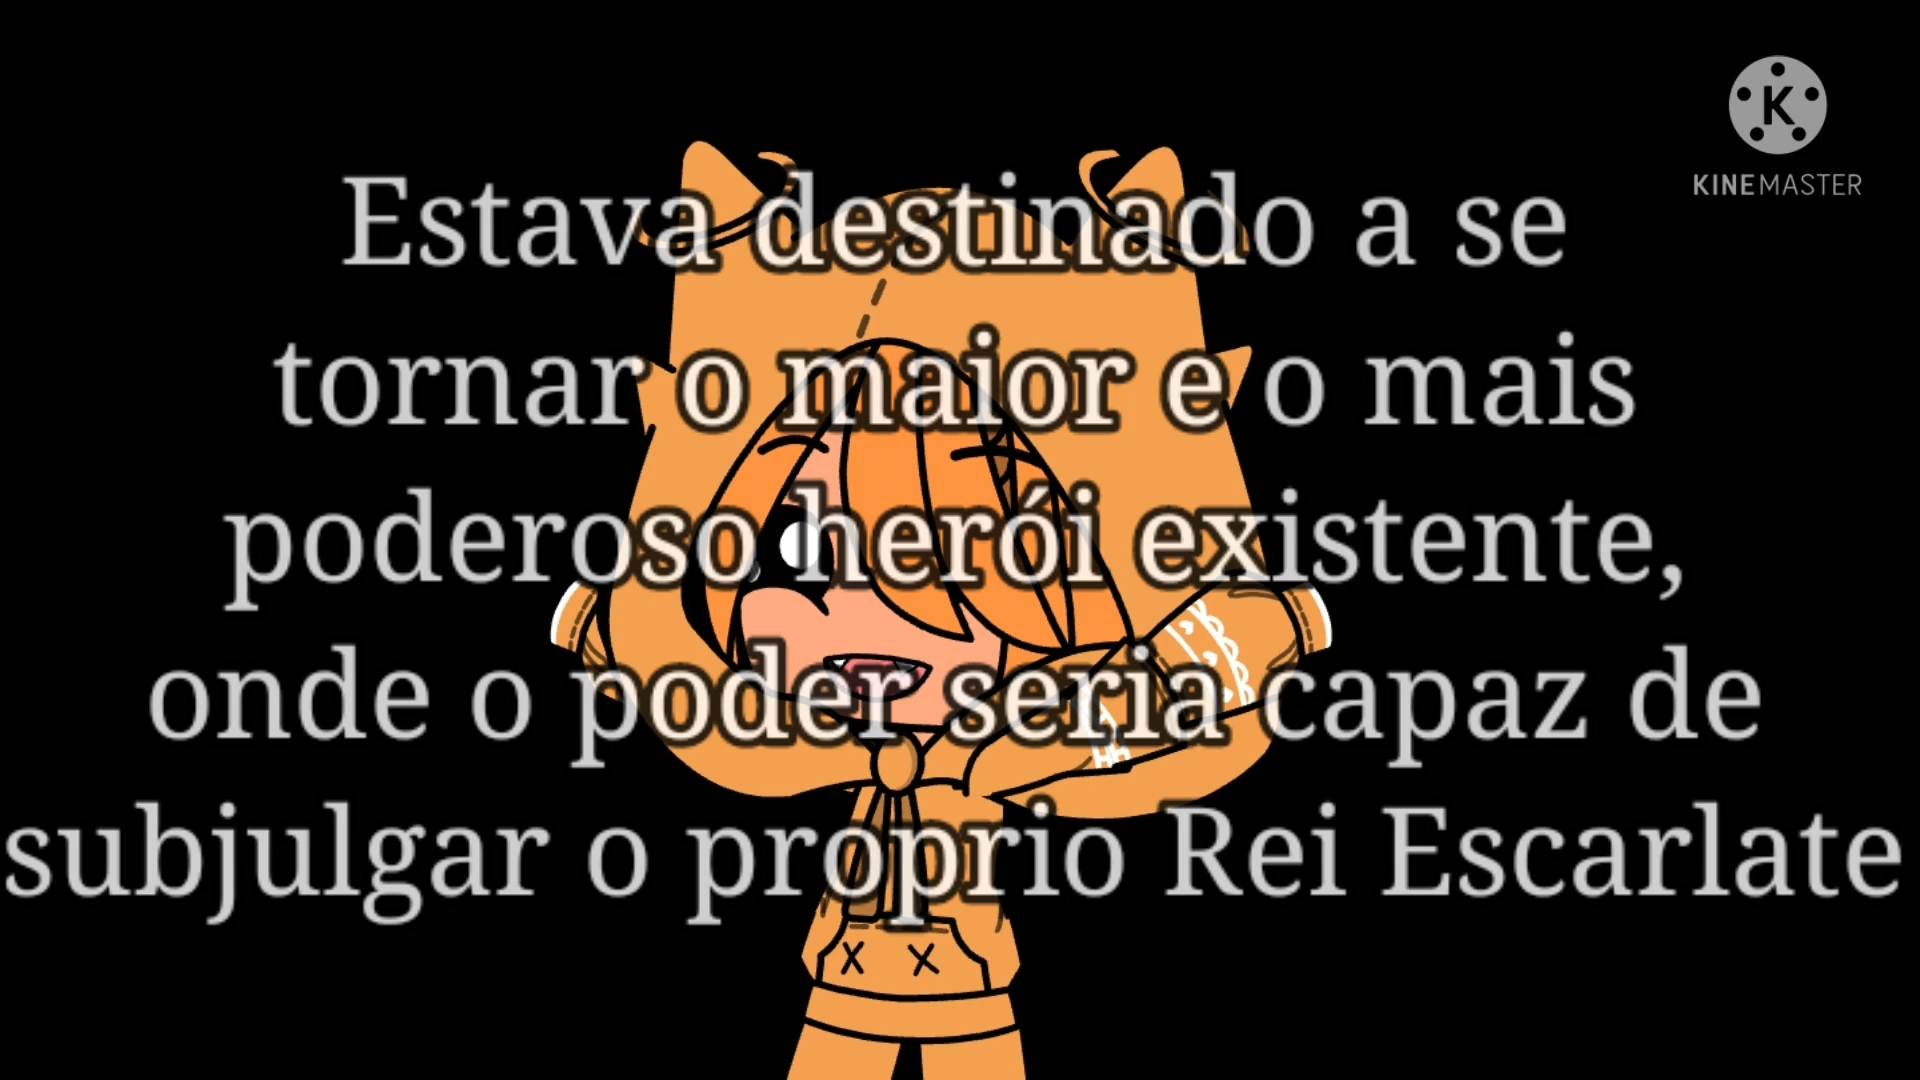 K
KINEMASTER
Estava destinado a se
tornar o maior e o mais
poderoso herói existente,
onde o poder seria capaz de
subjulgar o proprio Rei Escarlate